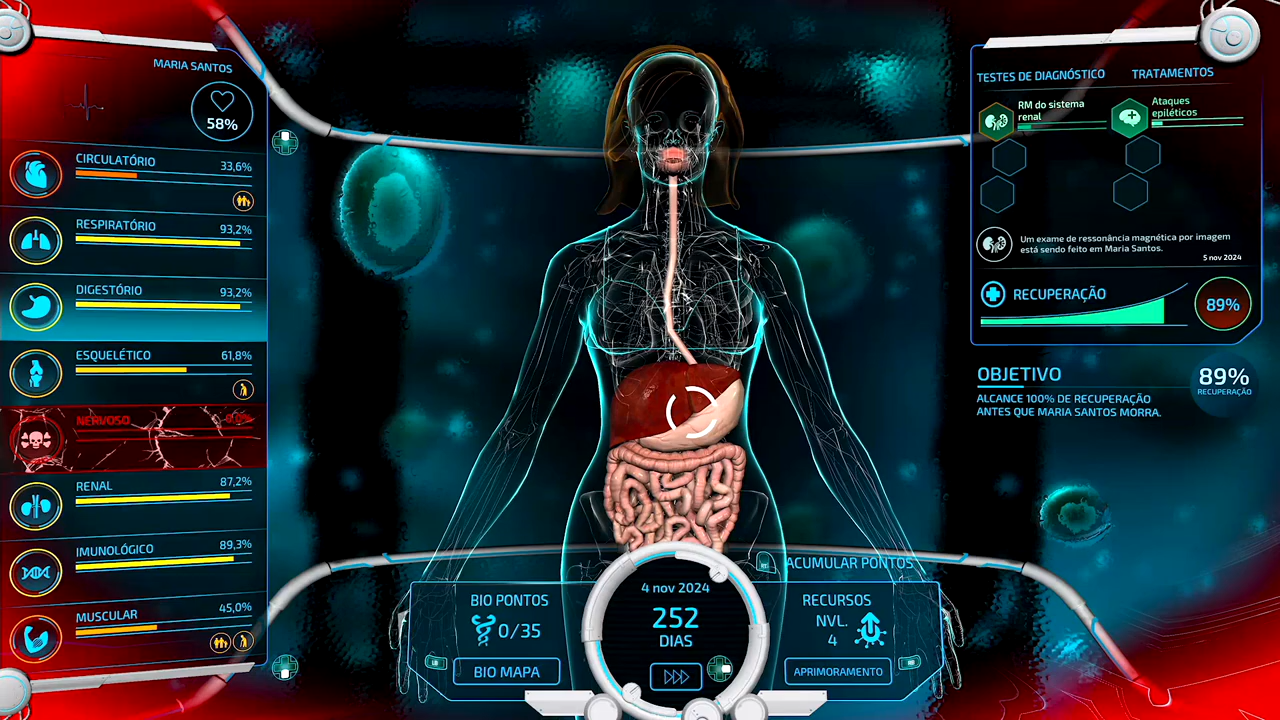 MARIA SANTOS
58%
CIRCULATÓRIO
33,6%
RESPIRATÓRIO
93,2%
DIGESTÓRIO
93,2%
ESQUELÉTICO
61,8%
NERVOSO
RENAL
87,2%
IMUNOLÓGICO
89,3%
MUSCULAR
45,0%
TESTES DE DIAGNÓSTICO
TRATAMENTOS
RM do sistema
renal
Ataques
epiléticos
Um exame de ressonância magnética por imagem
está sendo feito em Maria Santos.
5 nov 2024
RECUPERAÇÃO
89%
OBJETIVO
ALCANCE 100% DE RECUPERAÇÃO
ANTES QUE MARIA SANTOS MORRA.
89%
RECUPERAÇÃO
ACUMULAR PONTOS
BIO PONTOS
0/35
LB
BIO MAPA
4 nov 2024
252
DIAS
RECURSOS
NVL.
4
APRIMORAMENTO
RB